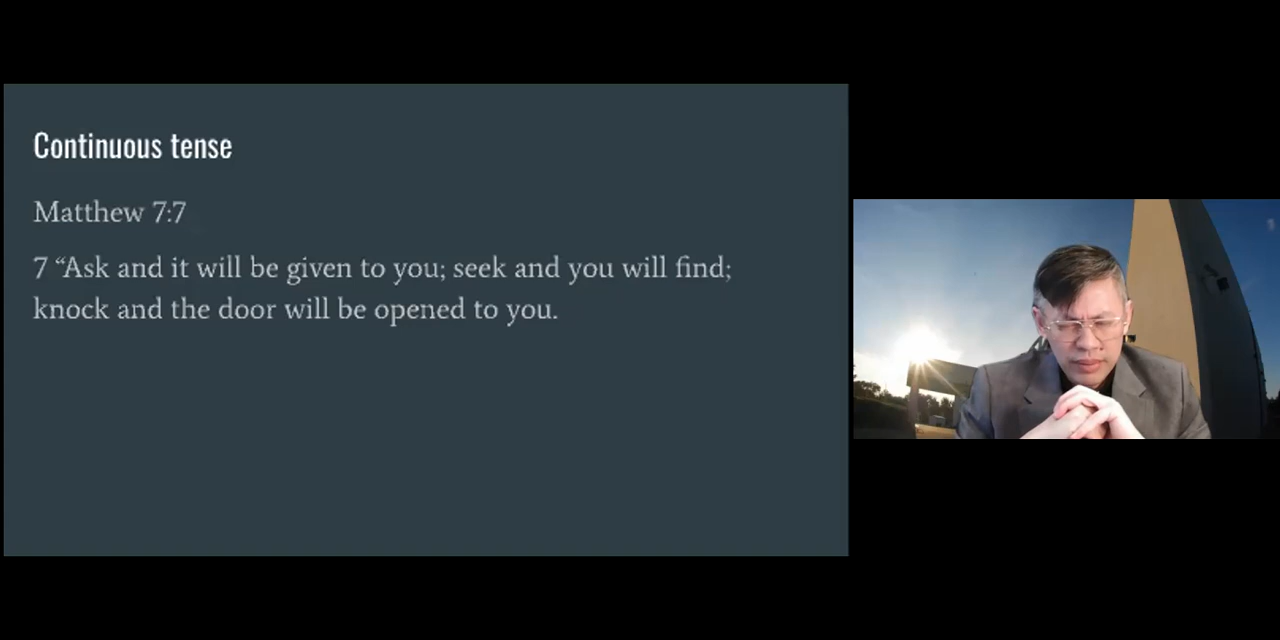 Continuous tense
Matthew 7:7
7 “Ask and it will be given to you; seek and you will find;
knock and the door will be opened to you.